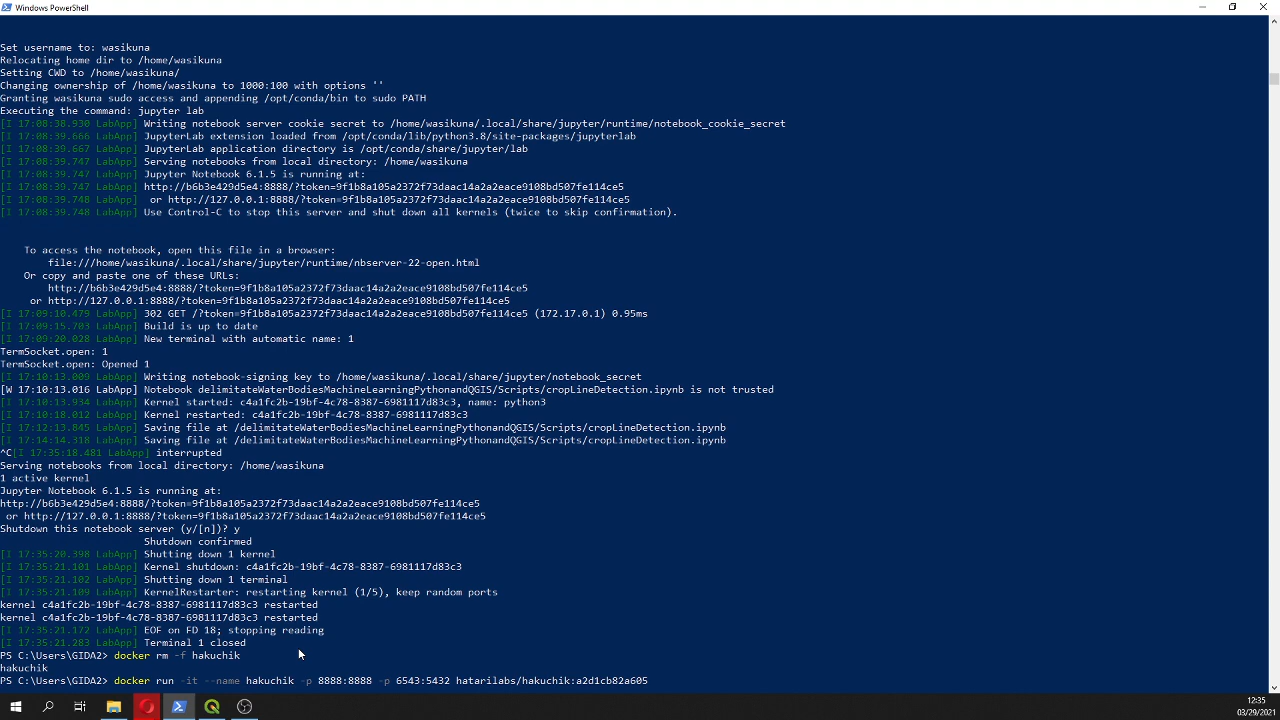 Windows PowerShell
Set username to: wasikuna
Relocating home dir to /home/wasikuna
Setting CWD to /home/wasikuna/
Changing ownership of /home/wasikuna to 1000:100 with options ''
Granting wasikuna sudo access and appending /opt/conda/bin to sudo PATH
Executing the command: jupyter lab
[I 17:08:38.930 LabApp] Writing notebook server cookie secret to /home/wasikuna/.local/share/jupyter/runtime/notebook_cookie_secret
[I 17:08:39.666 LabApp] JupyterLab extension loaded from /opt/conda/lib/python3.8/site-packages/jupyterlab
[I 17:08:39.667 LabApp] JupyterLab application directory is /opt/conda/share/jupyter/lab
[I 17:08:39.747 LabApp] Serving notebooks from local directory: /home/wasikuna
[I 17:08:39.747 LabApp] Jupyter Notebook 6.1.5 is running at:
[I 17:08:39.747 LabApp] http://b6b3e429d5e4:8888/?token=9f1b8a105a2372f73daac14a2a2eace9108bd507fe114ce5
[I 17:08:39.748 LabApp]  or http://127.0.0.1:8888/?token=9f1b8a105a2372f73daac14a2a2eace9108bd507fe114ce5
[I 17:08:39.748 LabApp] Use Control-C to stop this server and shut down all kernels (twice to skip confirmation).
To access the notebook, open this file in a browser:
file:///home/wasikuna/.local/share/jupyter/runtime/nbserver-22-open.html
Or copy and paste one of these URLs:
http://b6b3e429d5e4:8888/?token=9f1b8a105a2372f73daac14a2a2eace9108bd507fe114ce5
or http://127.0.0.1:8888/?token=9f1b8a105a2372f73daac14a2a2eace9108bd507fe114ce5
[I 17:09:10.479 LabApp] 302 GET /?token=9f1b8a105a2372f73daac14a2a2eace9108bd507fe114ce5 (172.17.0.1) 0.95ms
[I 17:09:15.703 LabApp] Build is up to date
[I 17:09:20.028 LabApp] New terminal with automatic name: 1
TermSocket.open: 1
TermSocket.open: Opened 1
[I 17:10:13.009 LabApp] Writing notebook-signing key to /home/wasikuna/.local/share/jupyter/notebook_secret
[W 17:10:13.016 LabApp] Notebook delimitateWaterBodiesMachineLearningPythonandQGIS/Scripts/cropLineDetection.ipynb is not trusted
[I 17:10:13.934 LabApp] Kernel started: c4a1fc2b-19bf-4c78-8387-6981117d83c3, name: python3
[I 17:10:18.012 LabApp] Kernel restarted: c4a1fc2b-19bf-4c78-8387-6981117d83c3
[I 17:12:13.845 LabApp] Saving file at /delimitateWaterBodiesMachineLearningPythonandQGIS/Scripts/cropLineDetection.ipynb
[I 17:14:14.318 LabApp] Saving file at /delimitateWaterBodiesMachineLearningPythonandQGIS/Scripts/cropLineDetection.ipynb
^C[I 17:35:18.481 LabApp] interrupted
Serving notebooks from local directory: /home/wasikuna
1 active kernel
Jupyter Notebook 6.1.5 is running at:
http://b6b3e429d5e4:8888/?token=9f1b8a105a2372f73daac14a2a2eace9108bd507fe114ce5
or http://127.0.0.1:8888/?token=9f1b8a105a2372f73daac14a2a2eace9108bd507fe114ce5
Shutdown this notebook server (y/[n])? y
Shutdown confirmed
[I 17:35:20.398 LabApp] Shutting down 1 kernel
[I 17:35:21.101 LabApp] Kernel shutdown: c4a1fc2b-19bf-4c78-8387-6981117d83c3
[I 17:35:21.102 LabApp] Shutting down 1 terminal
[I 17:35:21.109 LabApp] KernelRestarter: restarting kernel (1/5), keep random ports
kernel c4a1fc2b-19bf-4c78-8387-6981117d83c3 restarted
kernel c4a1fc2b-19bf-4c78-8387-6981117d83c3 restarted
[I 17:35:21.172 LabApp] EOF on FD 18; stopping reading
[I 17:35:21.283 LabApp] Terminal 1 closed
PS C:\Users\GIDA2> docker rm -f hakuchik
hakuchik
PS C:\Users\GIDA2> docker run -it --name hakuchik -p 8888:8888 -p 6543:5432 hatarilabs/hakuchik:a2d1cb82a605
12:35
03/29/2021